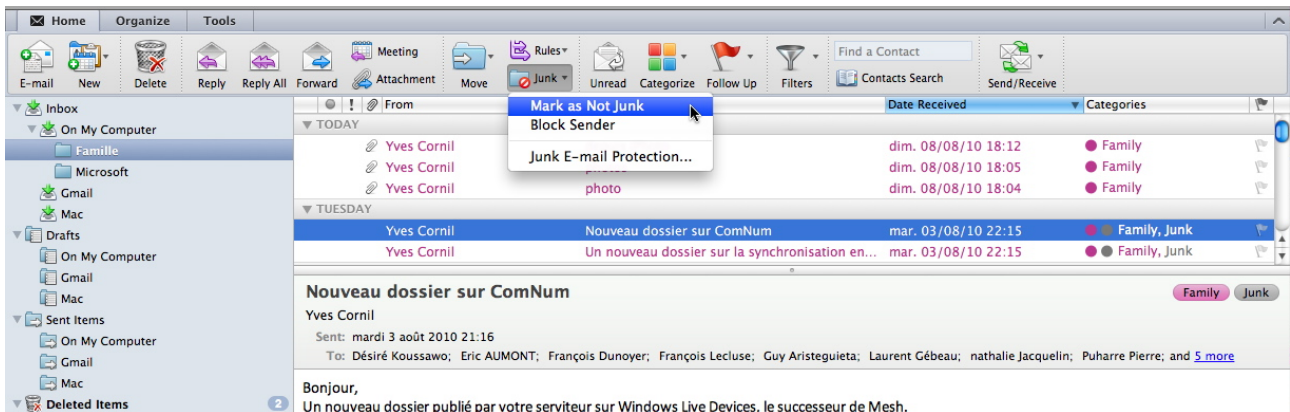 Home Organize Tools
Meeting Rules Find a Contact
Attachment Junk Contacts Search
E-mail New Delete Reply Reply All Forward Move Unread Categorize Follow Up Filters Send/Receive
Mark as Not Junk
Block Sender
Junk E-mail Protection...
Inbox
On My Computer
Famille
Microsoft
Gmail
Mac
Drafts
On My Computer
Gmail
Mac
Sent Items
On My Computer
Gmail
Mac
Deleted Items 2
! From Date Received Categories
TODAY
Yves Cornil dim. 08/08/10 18:12 Family
Yves Cornil dim. 08/08/10 18:05 Family
Yves Cornil photo dim. 08/08/10 18:04 Family
TUESDAY
Yves Cornil Nouveau dossier sur ComNum mar. 03/08/10 22:15 Family, Junk
Yves Cornil Un nouveau dossier sur la synchronisation en... mar. 03/08/10 22:15 Family, Junk
Nouveau dossier sur ComNum Family Junk
Yves Cornil
Sent: mardi 3 août 2010 21:16
To: Désiré Koussawo; Eric AUMONT; François Dunoyer; François Lecluse; Guy Aristeguieta; Laurent Gébeau; nathalie Jacquelin; Puharre Pierre; and 5 more
Bonjour,
Un nouveau dossier publié par votre serviteur sur Windows Live Devices, le successeur de Mesh.